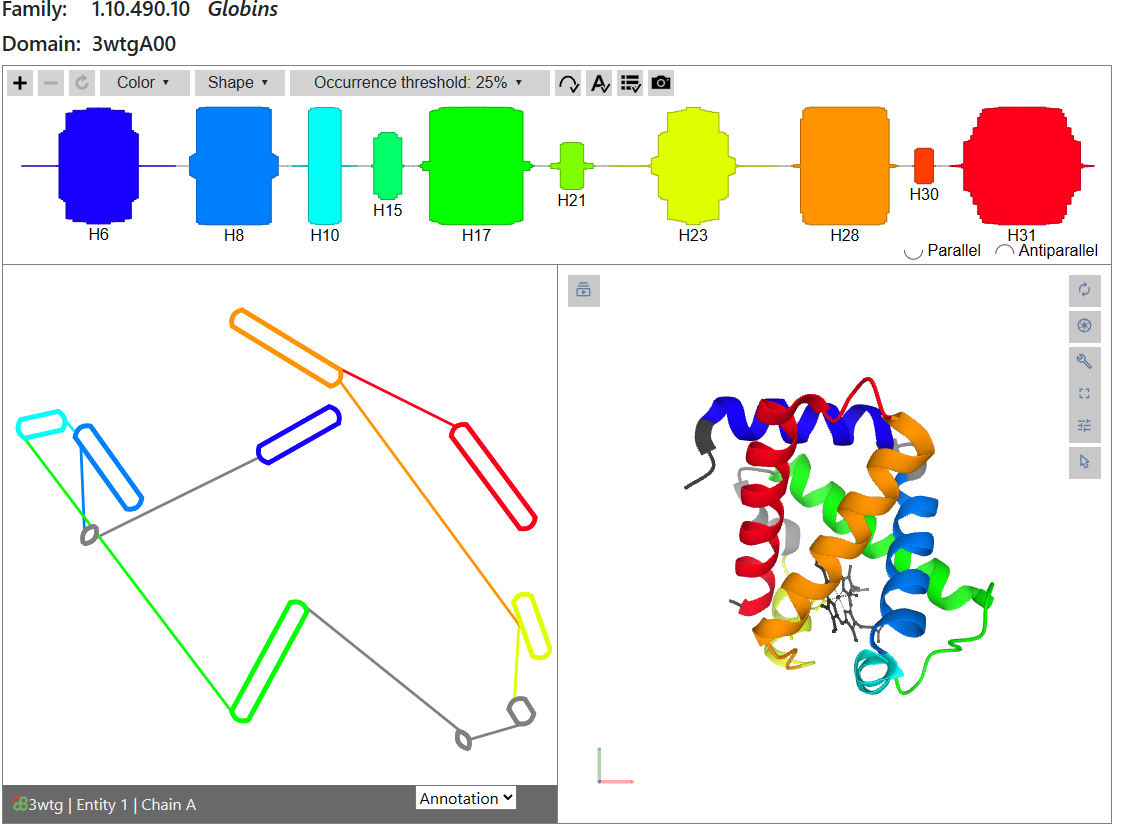 Family: 1.10.490.10 Globins
Domain: 3wtgA00
Color ▾ Shape ▾ Occurrence threshold: 25% ▾
H6 H8 H10 H15 H17 H21 H23 H28 H30 H31
Parallel Antiparallel
3wtg | Entity 1 | Chain A Annotation